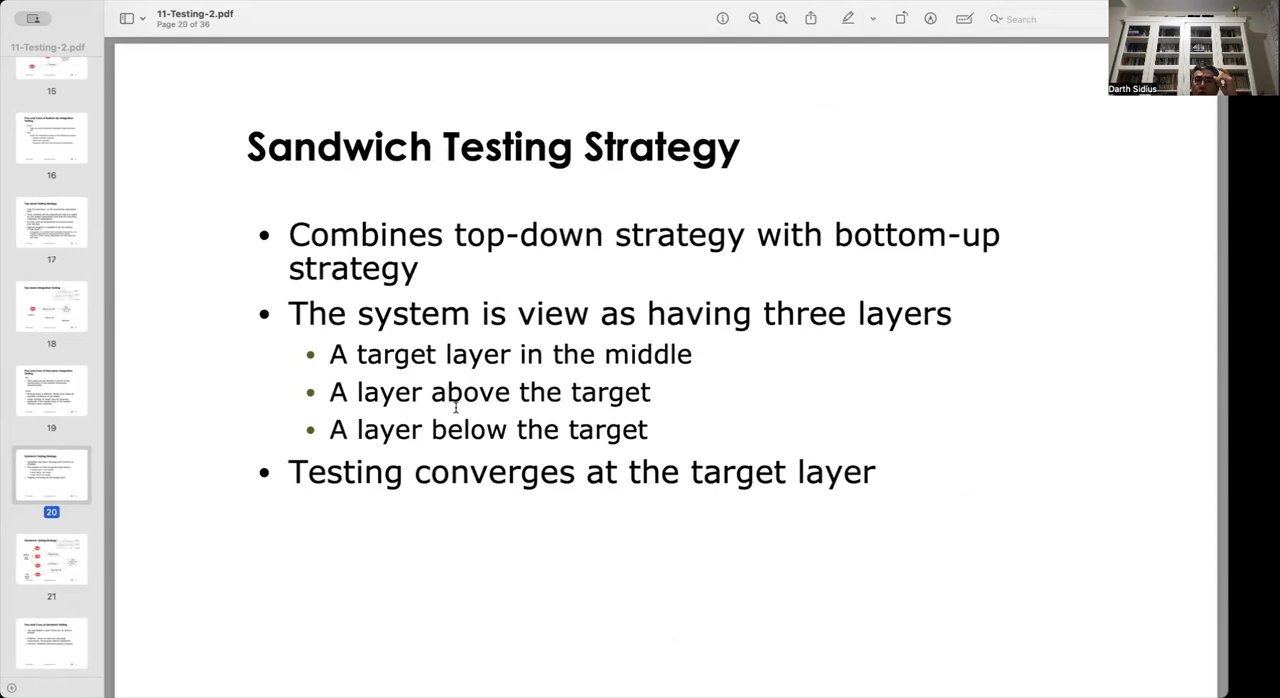 11-Testing-2.pdf
Page 20 of 36
Search
Darth Sidius
11-Testing-2.pdf
15
16
17
18
19
20
21
Sandwich Testing Strategy
• Combines top-down strategy with bottom-up
strategy
• The system is view as having three layers
• A target layer in the middle
• A layer above the target
• A layer below the target
• Testing converges at the target layer